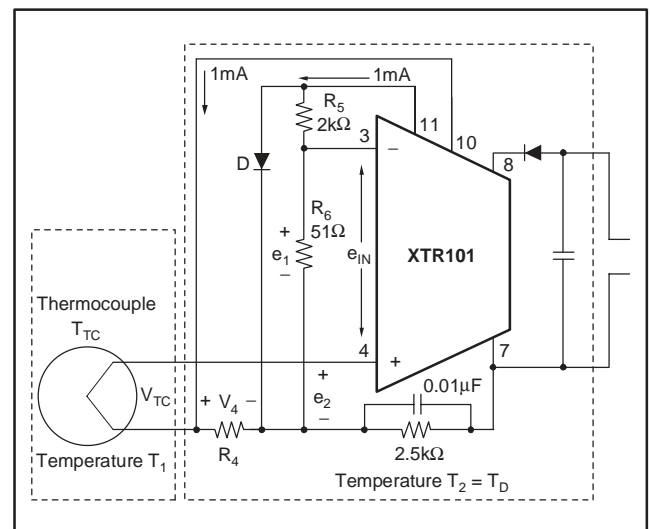 1mA
1mA
R5
2kΩ
11
10
3
−
8
D
R6
51Ω
+
e1
−
eIN
XTR101
Thermocouple
TTC
4
+
7
VTC
+
e2
−
0.01µF
+ V4 −
R4
2.5kΩ
Temperature T1
Temperature T2 = TD